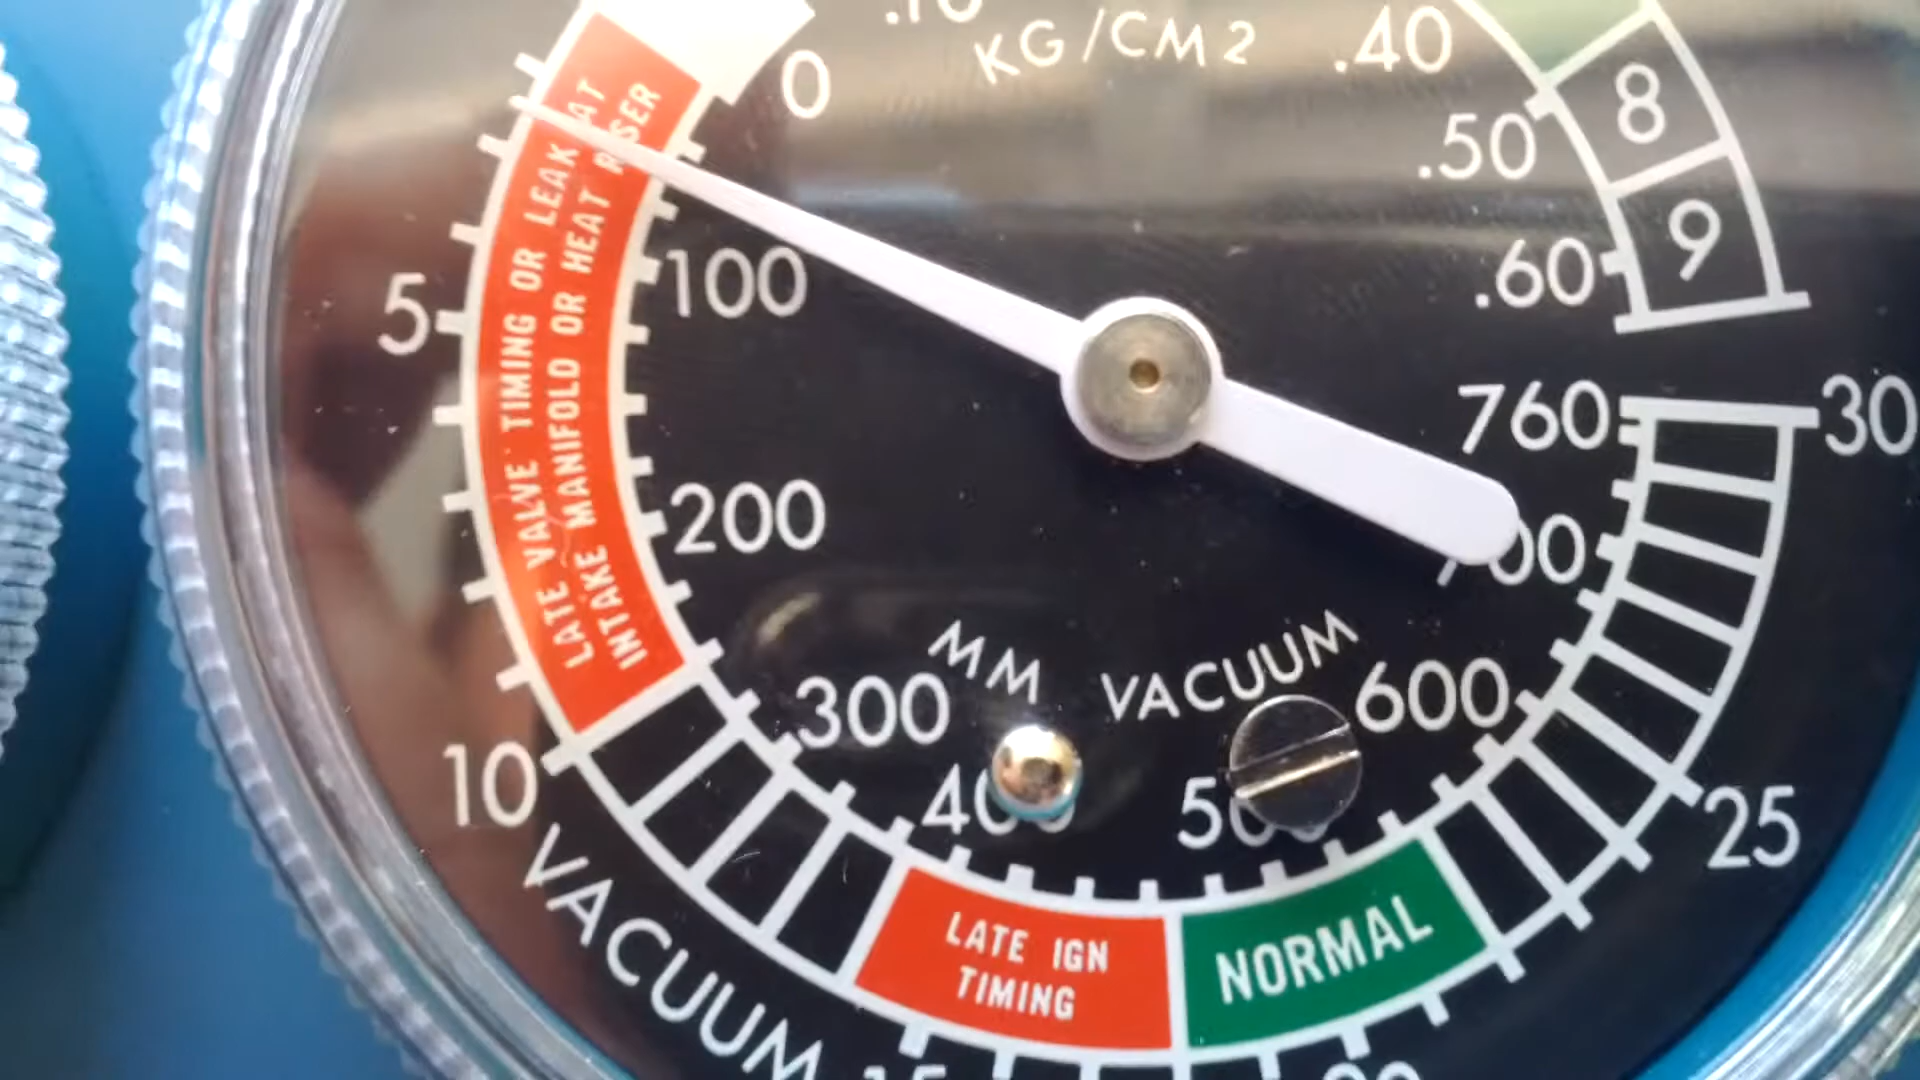 0
KG/CM2
.40
8
.50
9
.60
LATE VALVE TIMING OR LEAK AT
INTAKE MANIFOLD OR HEAT RISER
5
100
760
30
200
MM VACUUM
300
600
10
25
VACUUM
LATE IGN
TIMING
NORMAL